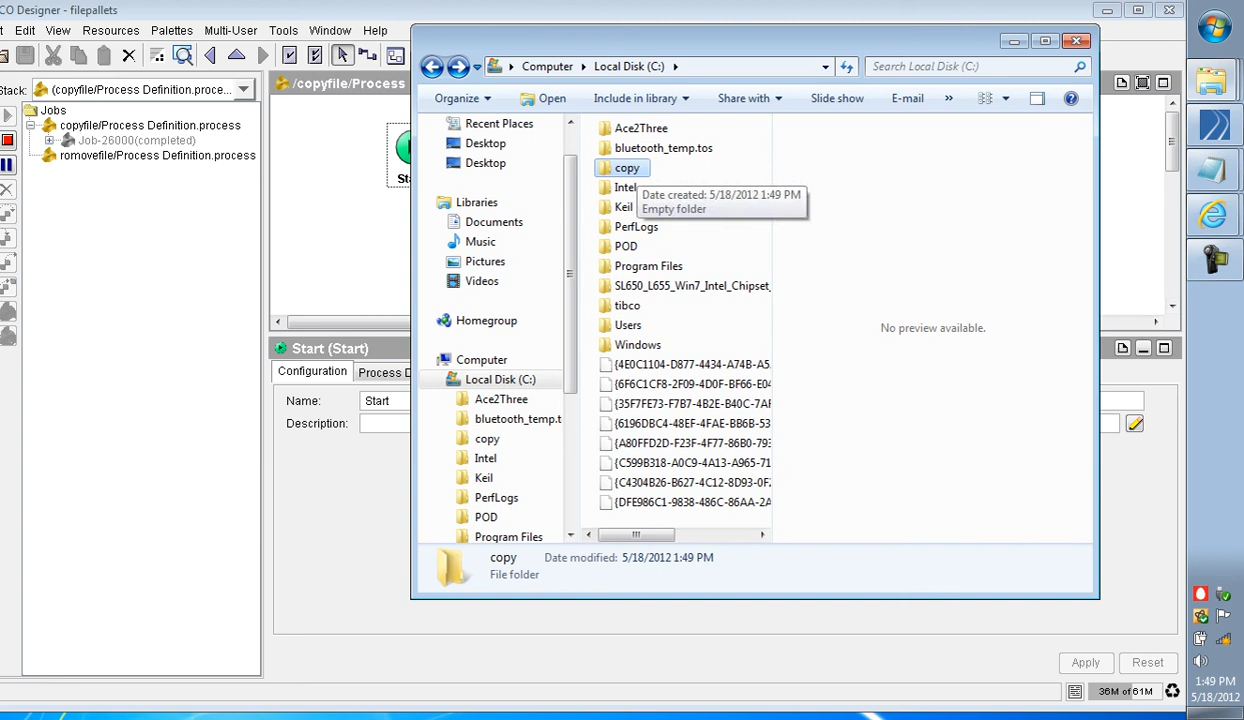 CO Designer - filepallets
t Edit View Resources Palettes Multi-User Tools Window Help
Stack: (copyfile/Process Definition.proce...
Jobs
copyfile/Process Definition.process
Job-26000(completed)
romovefile/Process Definition.process
/copyfile/Process
St
Start (Start)
Configuration Process D
Name: Start
Description:
Apply Reset
36M of 61M
Computer Local Disk (C:)
Search Local Disk (C:)
Organize Open Include in library Share with Slide show E-mail »
Recent Places
Desktop
Desktop
Libraries
Documents
Music
Pictures
Videos
Homegroup
Computer
Local Disk (C:)
Ace2Three
bluetooth_temp.t
copy
Intel
Keil
PerfLogs
POD
Program Files
Ace2Three
bluetooth_temp.tos
copy
Intel
Keil
PerfLogs
POD
Program Files
SL650_L655_Win7_Intel_Chipset_
tibco
Users
Windows
{4E0C1104-D877-4434-A74B-A5
{6F6C1CF8-2F09-4D0F-BF66-E04
{35F7FE73-F7B7-4B2E-B40C-7AF
{6196DBC4-48EF-4FAE-BB6B-53
{A80FFD2D-F23F-4F77-86B0-793
{C599B318-A0C9-4A13-A965-71
{C4304B26-B627-4C12-8D93-0F
{DFE986C1-9838-486C-86AA-2A
Date created: 5/18/2012 1:49 PM
Empty folder
No preview available.
copy Date modified: 5/18/2012 1:49 PM
File folder
1:49 PM
5/18/2012